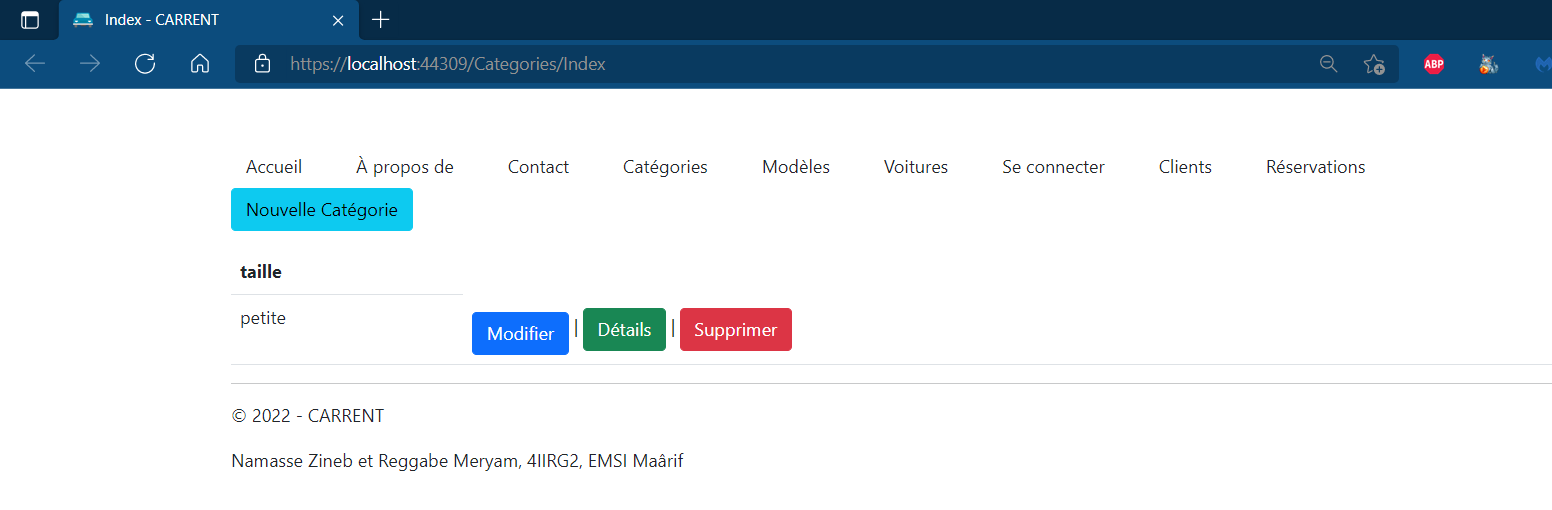 Index - CARRENT
https://localhost:44309/Categories/Index
ABP
Accueil À propos de Contact Catégories Modèles Voitures Se connecter Clients Réservations
Nouvelle Catégorie
taille
petite Modifier | Détails | Supprimer
© 2022 - CARRENT
Namasse Zineb et Reggabe Meryam, 4IIRG2, EMSI Maârif